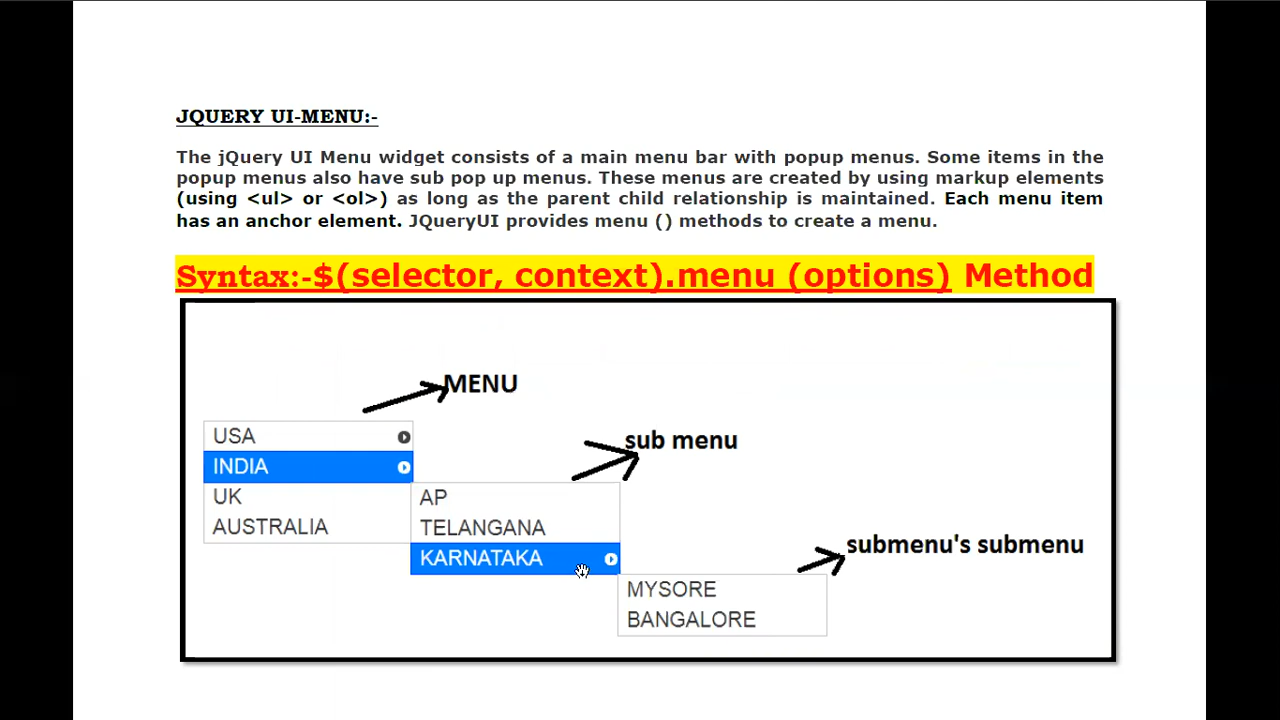 JQUERY UI-MENU:-
The jQuery UI Menu widget consists of a main menu bar with popup menus. Some items in the
popup menus also have sub pop up menus. These menus are created by using markup elements
(using <ul> or <ol>) as long as the parent child relationship is maintained. Each menu item
has an anchor element. JQueryUI provides menu () methods to create a menu.
Syntax:-$(selector, context).menu (options) Method
MENU
USA
sub menu
INDIA
UK
AP
AUSTRALIA
TELANGANA
submenu's submenu
KARNATAKA
MYSORE
BANGALORE